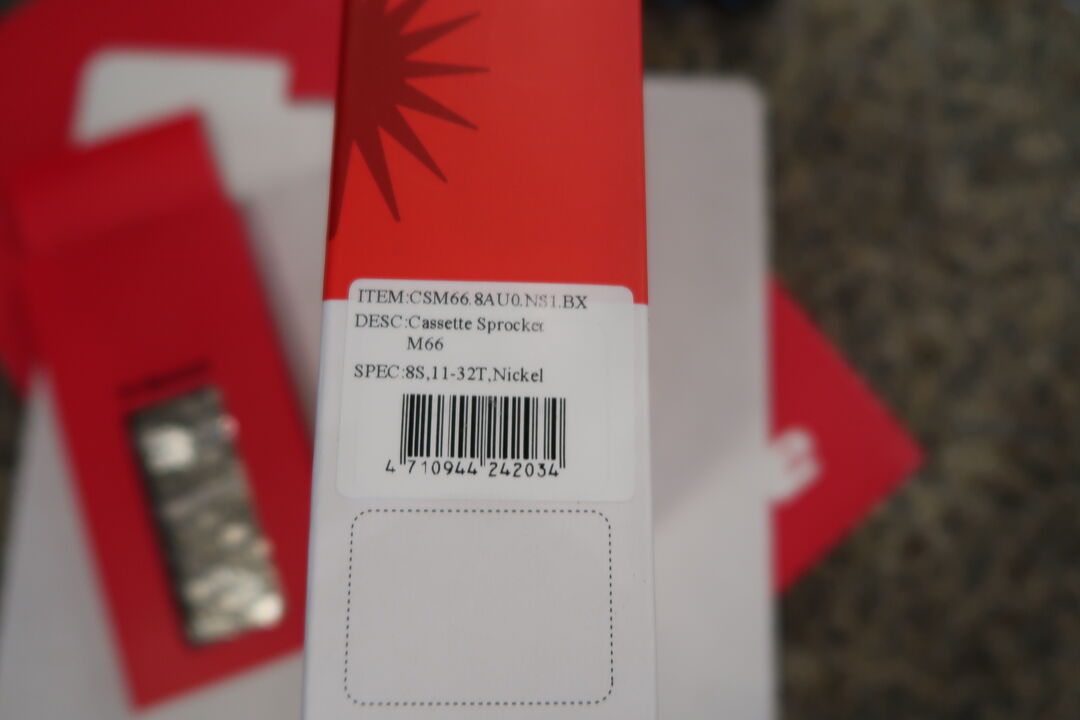 ITEM:CSM66.8AU0.NS1.BX
DESC:Cassette Sprocket
M66
SPEC:8S,11-32T,Nickel
4 710944 242034